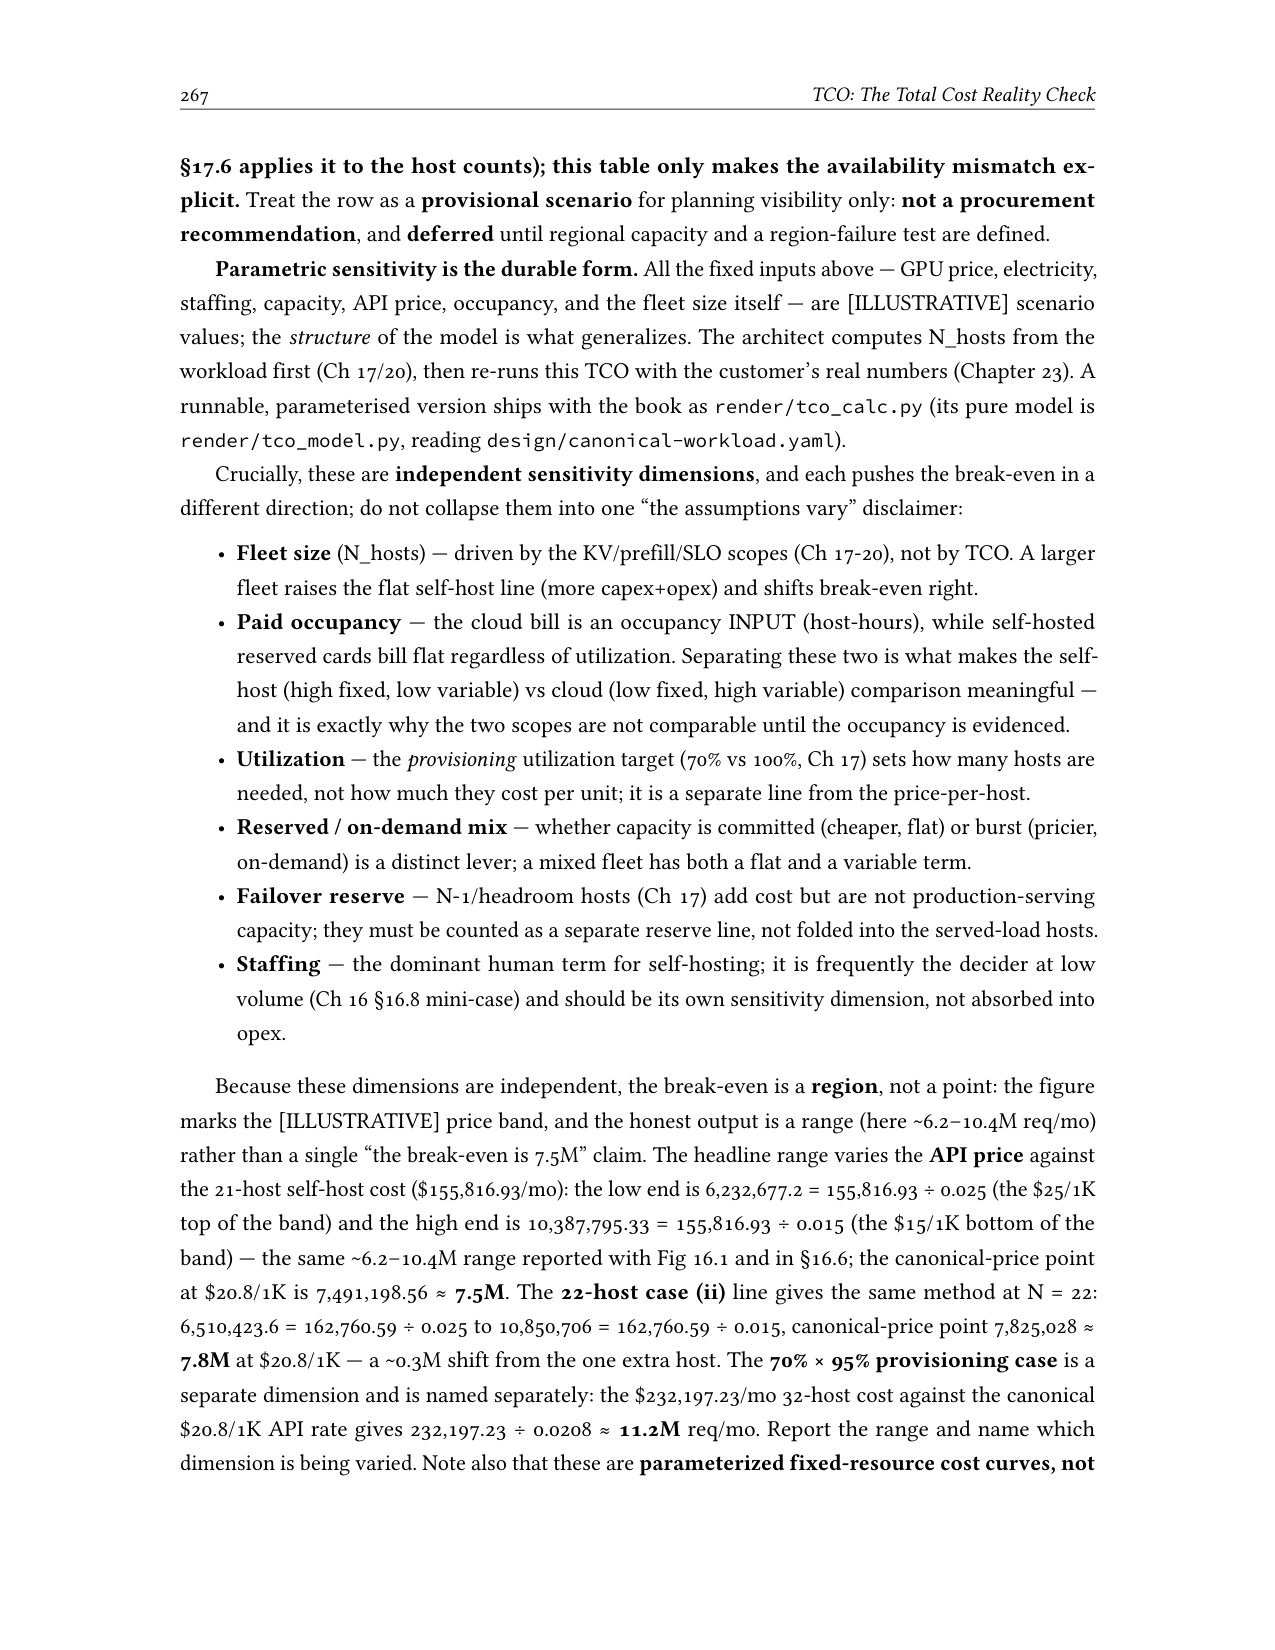 267 TCO: The Total Cost Reality Check
§17.6 applies it to the host counts); this table only makes the availability mismatch ex-
plicit. Treat the row as a provisional scenario for planning visibility only: not a procurement
recommendation, and deferred until regional capacity and a region-failure test are defined.
Parametric sensitivity is the durable form. All the fixed inputs above — GPU price, electricity,
staffing, capacity, API price, occupancy, and the fleet size itself — are [ILLUSTRATIVE] scenario
values; the structure of the model is what generalizes. The architect computes N_hosts from the
workload first (Ch 17/20), then re-runs this TCO with the customer’s real numbers (Chapter 23). A
runnable, parameterised version ships with the book as render/tco_calc.py (its pure model is
render/tco_model.py, reading design/canonical-workload.yaml).
Crucially, these are independent sensitivity dimensions, and each pushes the break-even in a
different direction; do not collapse them into one “the assumptions vary” disclaimer:
• Fleet size (N_hosts) — driven by the KV/prefill/SLO scopes (Ch 17-20), not by TCO. A larger
fleet raises the flat self-host line (more capex+opex) and shifts break-even right.
• Paid occupancy — the cloud bill is an occupancy INPUT (host-hours), while self-hosted
reserved cards bill flat regardless of utilization. Separating these two is what makes the self-
host (high fixed, low variable) vs cloud (low fixed, high variable) comparison meaningful —
and it is exactly why the two scopes are not comparable until the occupancy is evidenced.
• Utilization — the provisioning utilization target (70% vs 100%, Ch 17) sets how many hosts are
needed, not how much they cost per unit; it is a separate line from the price-per-host.
• Reserved / on-demand mix — whether capacity is committed (cheaper, flat) or burst (pricier,
on-demand) is a distinct lever; a mixed fleet has both a flat and a variable term.
• Failover reserve — N-1/headroom hosts (Ch 17) add cost but are not production-serving
capacity; they must be counted as a separate reserve line, not folded into the served-load hosts.
• Staffing — the dominant human term for self-hosting; it is frequently the decider at low
volume (Ch 16 §16.8 mini-case) and should be its own sensitivity dimension, not absorbed into
opex.
Because these dimensions are independent, the break-even is a region, not a point: the figure
marks the [ILLUSTRATIVE] price band, and the honest output is a range (here ~6.2–10.4M req/mo)
rather than a single “the break-even is 7.5M” claim. The headline range varies the API price against
the 21-host self-host cost ($155,816.93/mo): the low end is 6,232,677.2 = 155,816.93 ÷ 0.025 (the $25/1K
top of the band) and the high end is 10,387,795.33 = 155,816.93 ÷ 0.015 (the $15/1K bottom of the
band) — the same ~6.2–10.4M range reported with Fig 16.1 and in §16.6; the canonical-price point
at $20.8/1K is 7,491,198.56 ≈ 7.5M. The 22-host case (ii) line gives the same method at N = 22:
6,510,423.6 = 162,760.59 ÷ 0.025 to 10,850,706 = 162,760.59 ÷ 0.015, canonical-price point 7,825,028 ≈
7.8M at $20.8/1K — a ~0.3M shift from the one extra host. The 70% × 95% provisioning case is a
separate dimension and is named separately: the $232,197.23/mo 32-host cost against the canonical
$20.8/1K API rate gives 232,197.23 ÷ 0.0208 ≈ 11.2M req/mo. Report the range and name which
dimension is being varied. Note also that these are parameterized fixed-resource cost curves, not